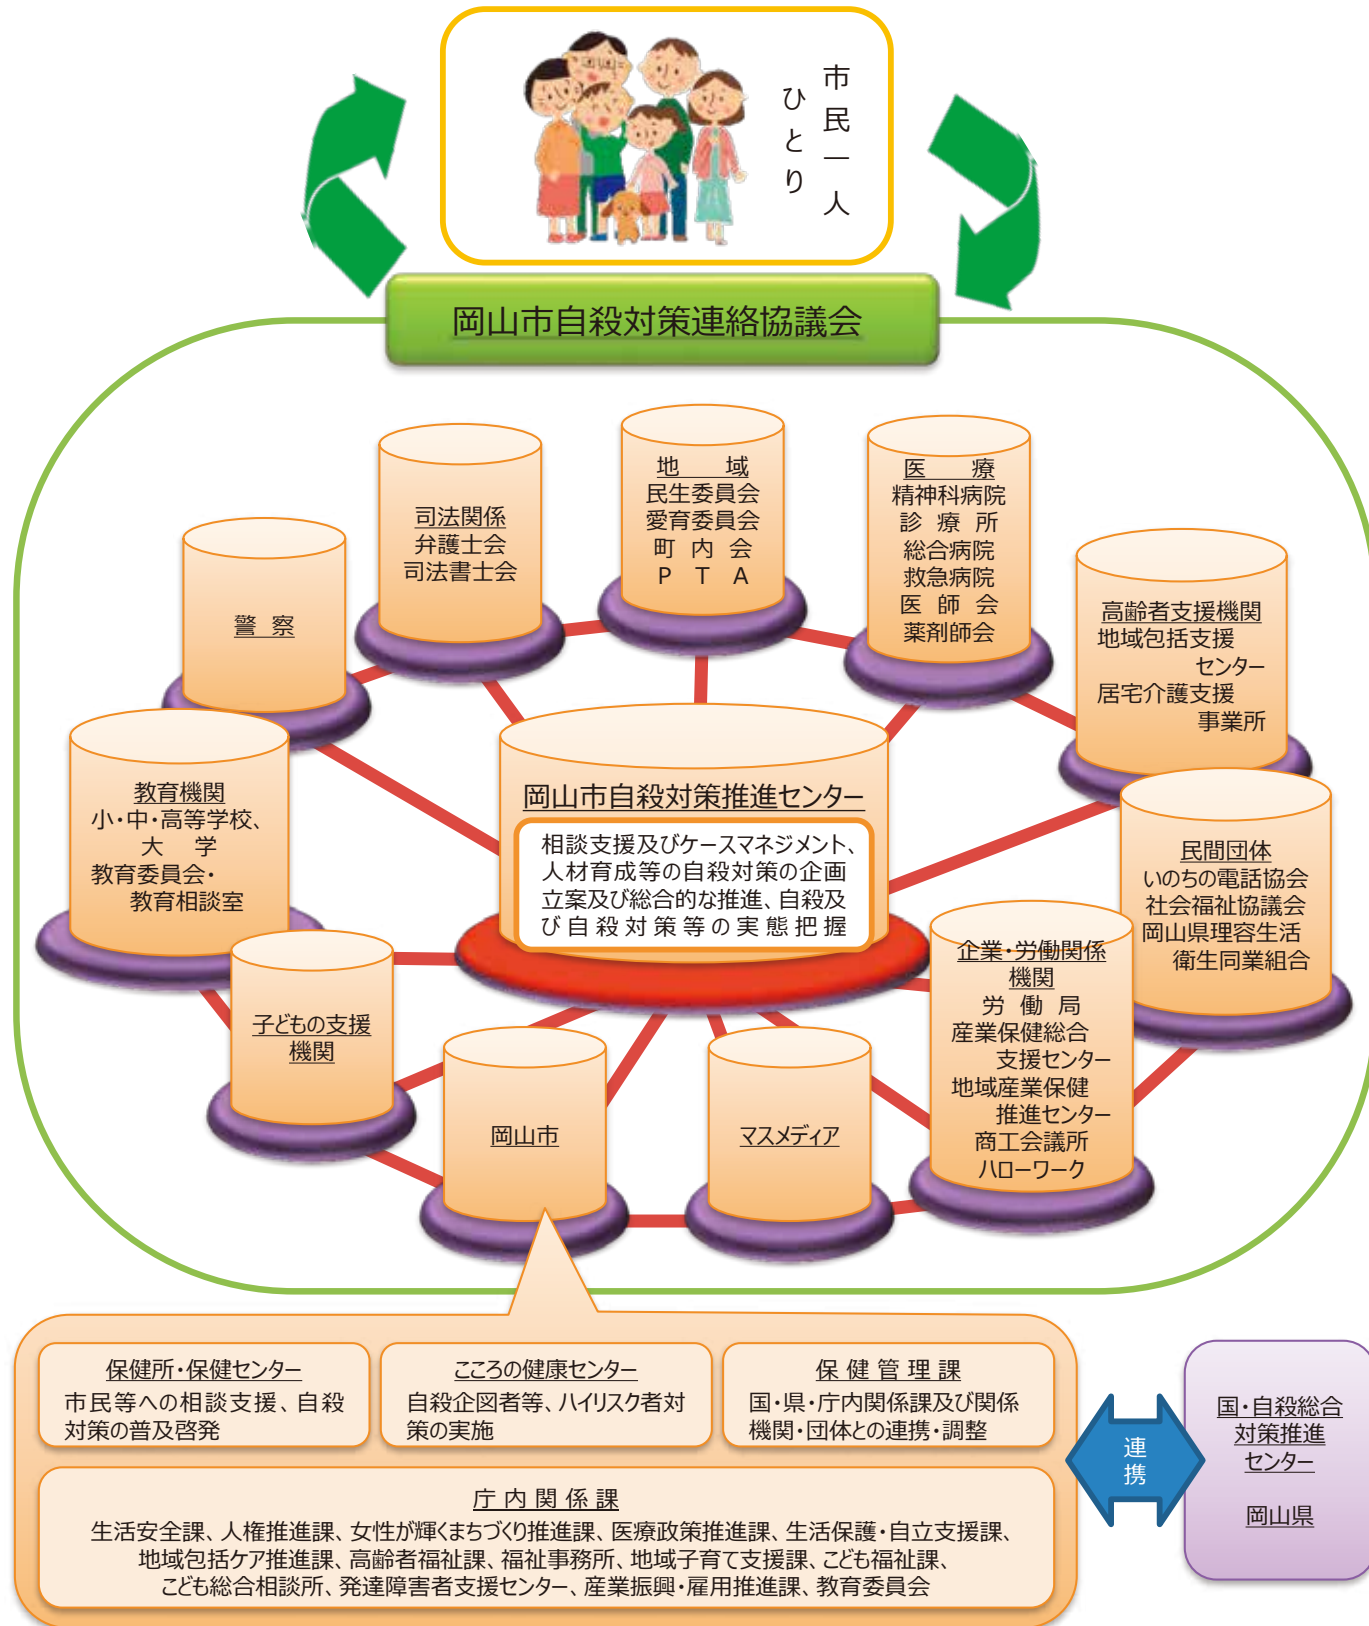 市民一人
ひとり
岡山市自殺対策連絡協議会
地　域
民生委員会
愛育委員会
町内会
PTA
医　療
精神科病院
診療所
総合病院
救急病院
医師会
薬剤師会
司法関係
弁護士会
司法書士会
警察
高齢者支援機関
地域包括支援
センター
居宅介護支援
事業所
教育機関
小・中・高等学校、
大　学
教育委員会・
教育相談室
岡山市自殺対策推進センター
相談支援及びケースマネジメント、
人材育成等の自殺対策の企画
立案及び総合的な推進、自殺及
び自殺対策等の実態把握
民間団体
いのちの電話協会
社会福祉協議会
岡山県理容生活
衛生同業組合
企業・労働関係
機関
労働局
産業保健総合
支援センター
地域産業保健
推進センター
商工会議所
ハローワーク
子どもの支援
機関
岡山市
マスメディア
保健所・保健センター
市民等への相談支援、自殺
対策の普及啓発
こころの健康センター
自殺企図者等、ハイリスク者対
策の実施
保健管理課
国・県・庁内関係課及び関係
機関・団体との連携・調整
庁内関係課
生活安全課、人権推進課、女性が輝くまちづくり推進課、医療政策推進課、生活保護・自立支援課、
地域包括ケア推進課、高齢者福祉課、福祉事務所、地域子育て支援課、こども福祉課、
こども総合相談所、発達障害者支援センター、産業振興・雇用推進課、教育委員会
連携
国・自殺総合
対策推進
センター
岡山県